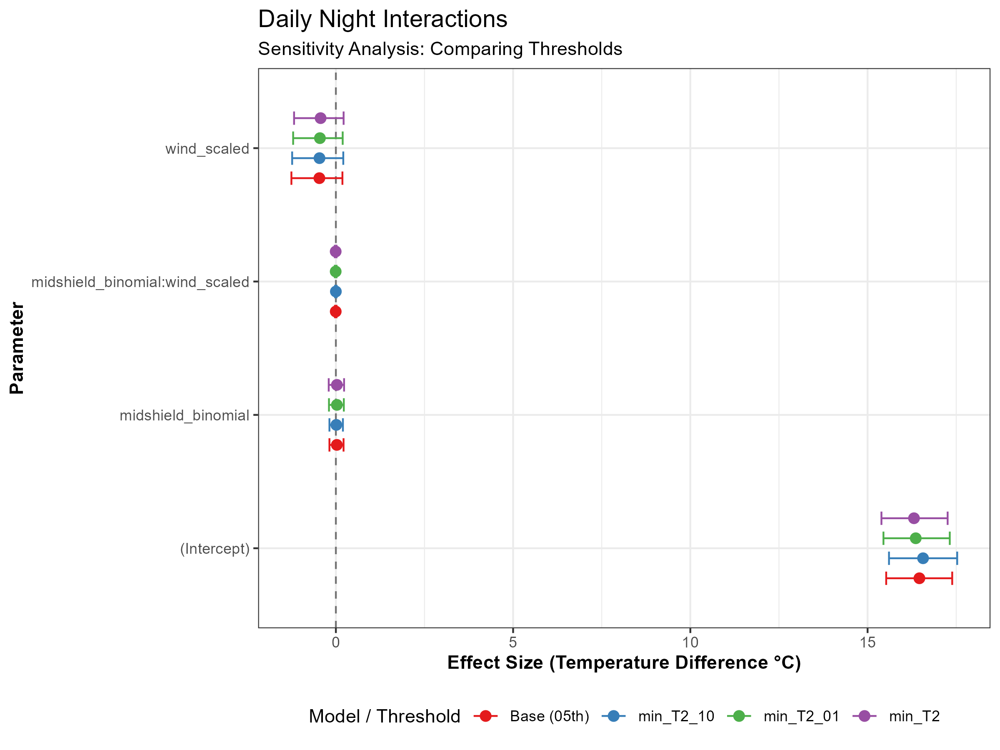 Daily Night Interactions
Sensitivity Analysis: Comparing Thresholds
Parameter
wind_scaled
midshield_binomial:wind_scaled
midshield_binomial
(Intercept)
0 5 10 15
Effect Size (Temperature Difference °C)
Model / Threshold Base (05th) min_T2_10 min_T2_01 min_T2